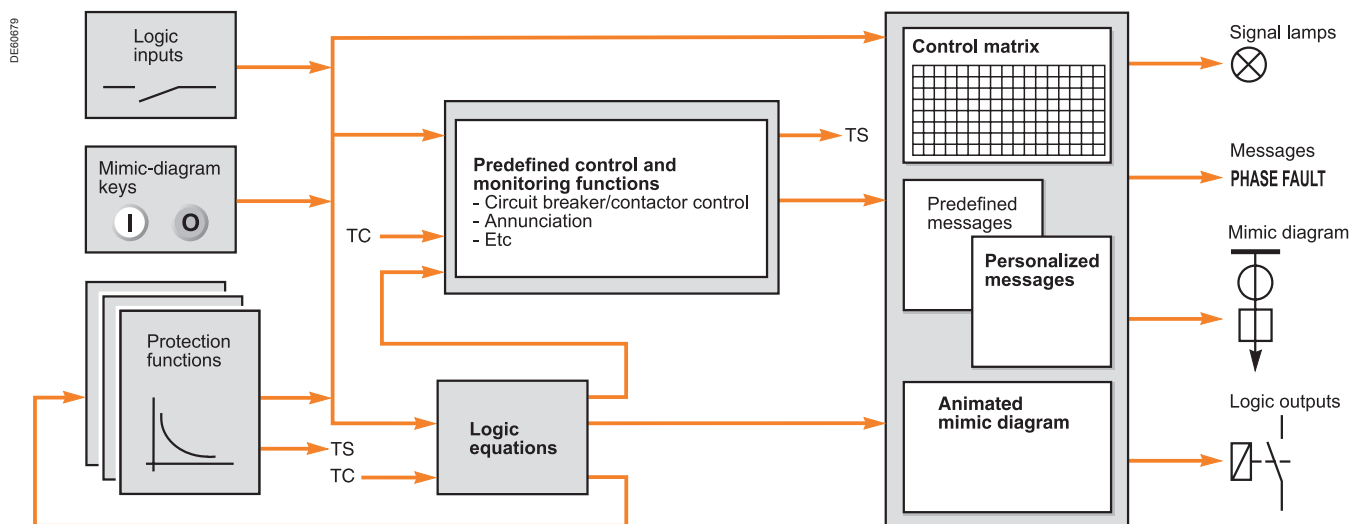 DE60679
Logic
inputs
Mimic-diagram
keys
I
O
Protection
functions
TS
TC
Predefined control and
monitoring functions
- Circuit breaker/contactor control
- Annunciation
- Etc
TS
TC
Logic
equations
Control matrix
Predefined
messages
Personalized
messages
Animated
mimic diagram
Signal lamps
Messages
PHASE FAULT
Mimic diagram
Logic outputs